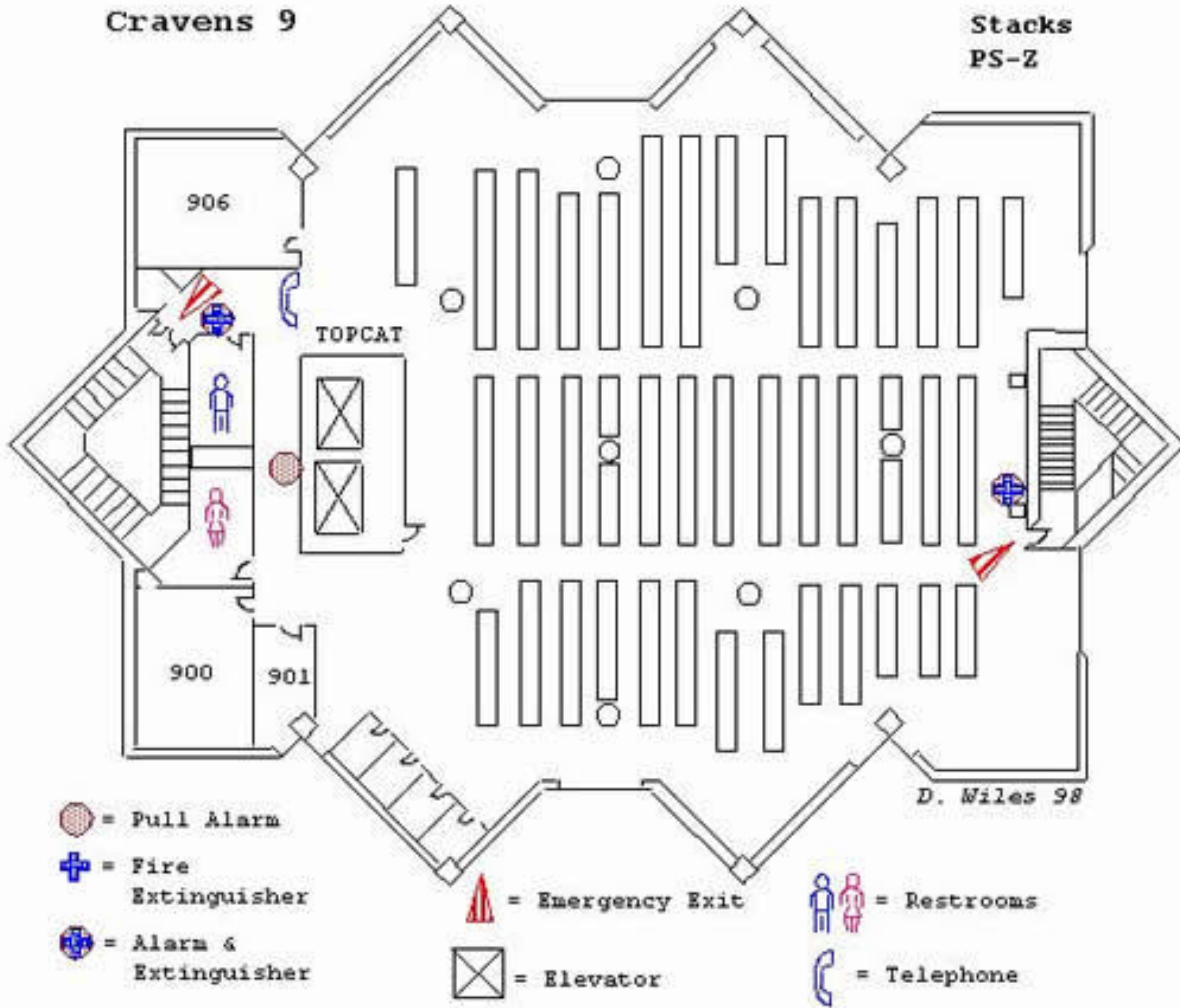 Cravens 9
Stacks
PS-Z
906
TOPCAT
900
901
D. Wiles 98
= Pull Alarm
= Fire
Extinguisher
= Alarm &
Extinguisher
= Emergency Exit
= Elevator
= Restrooms
= Telephone